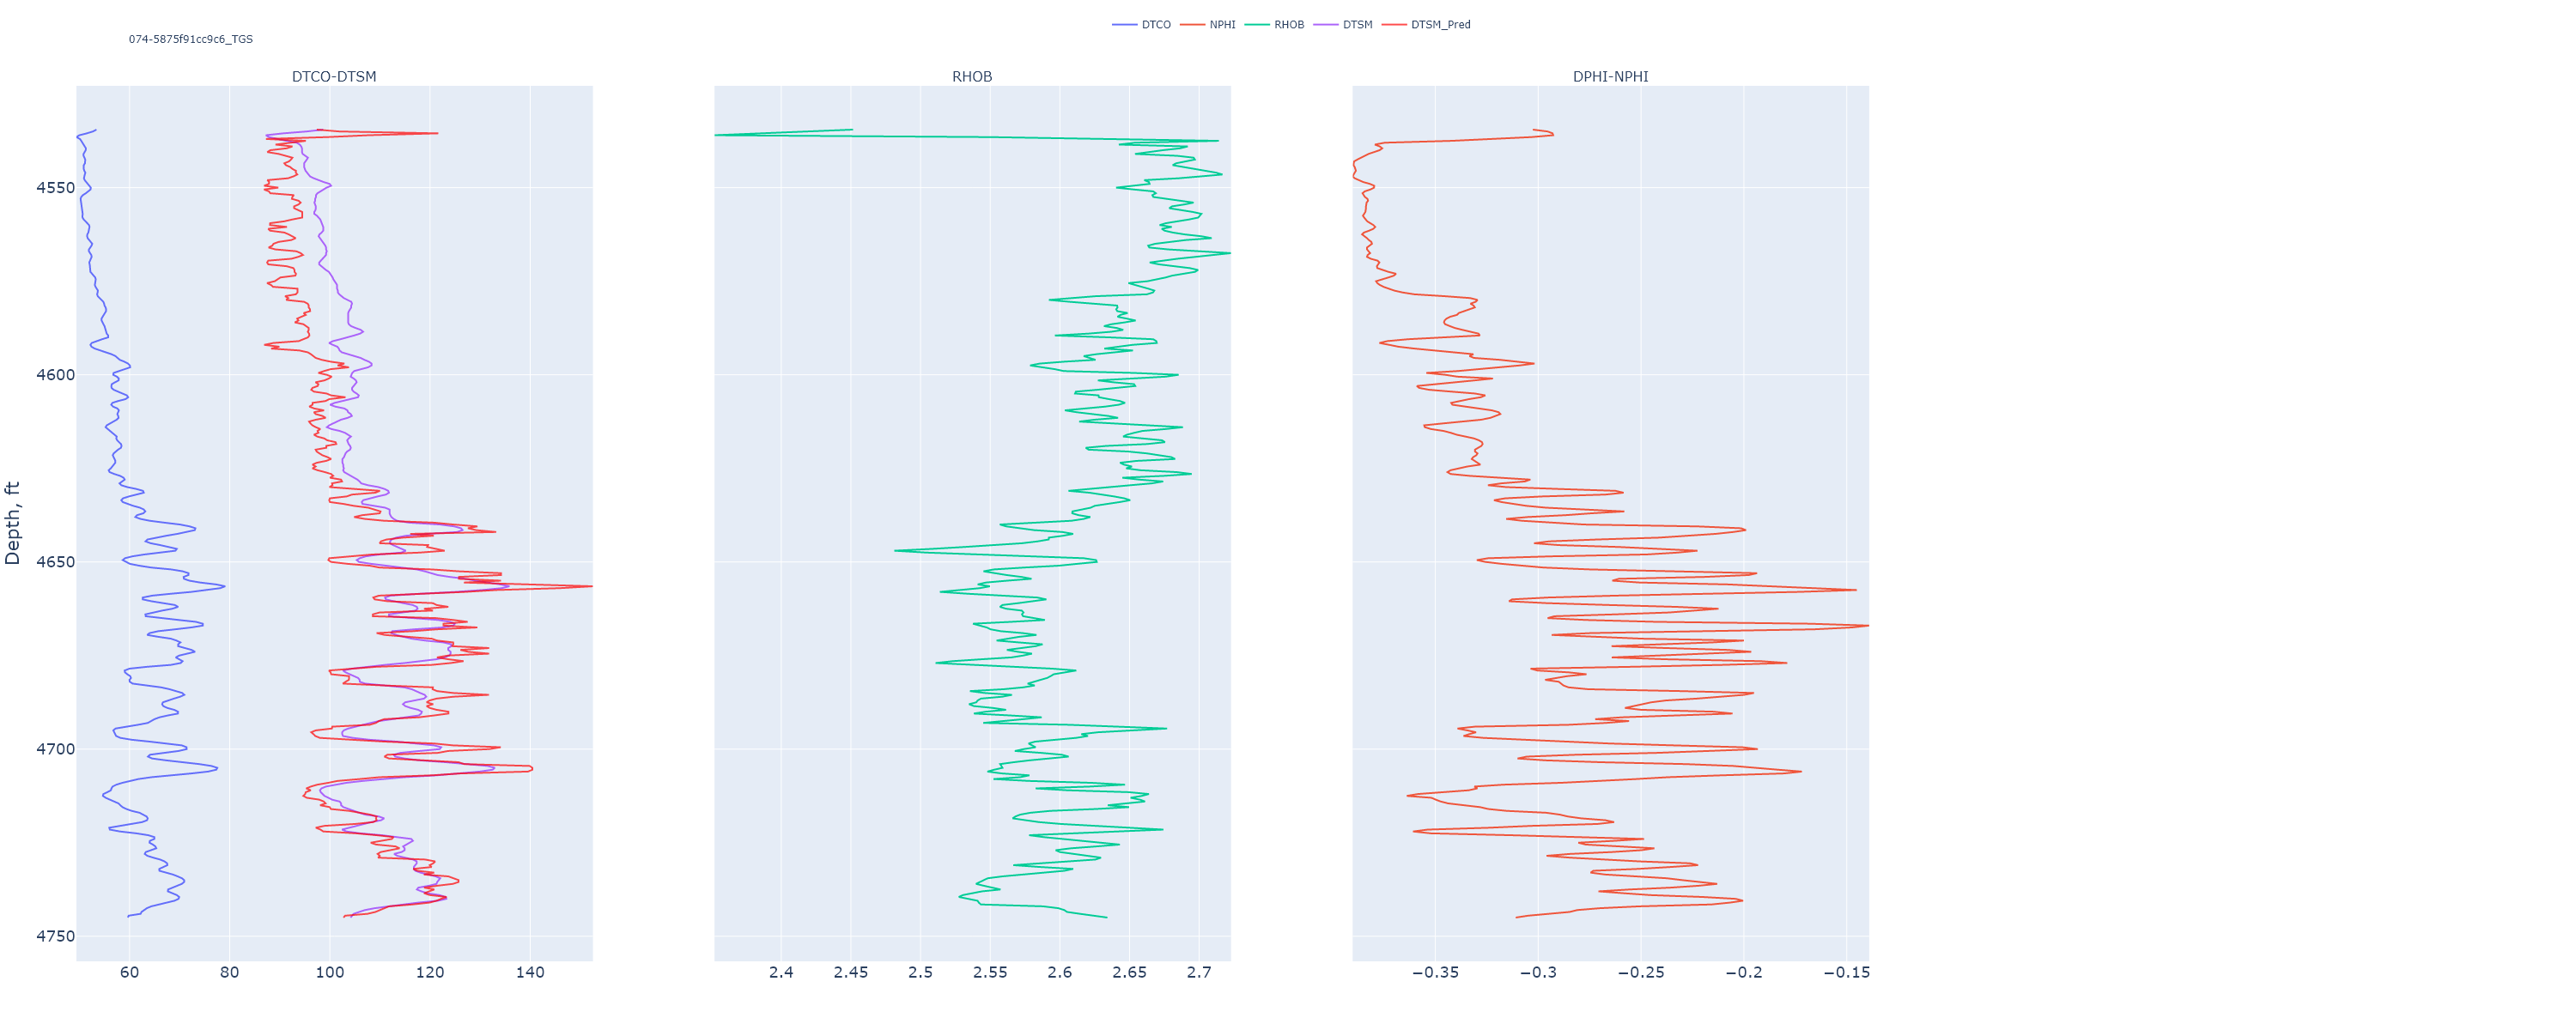 DTCO NPHI RHOB DTSM DTSM_Pred
074-5875f91cc9c6_TGS
DTCO-DTSM RHOB DPHI-NPHI
Depth, ft
4550
4600
4650
4700
4750
60 80 100 120 140
2.4 2.45 2.5 2.55 2.6 2.65 2.7
−0.35 −0.3 −0.25 −0.2 −0.15